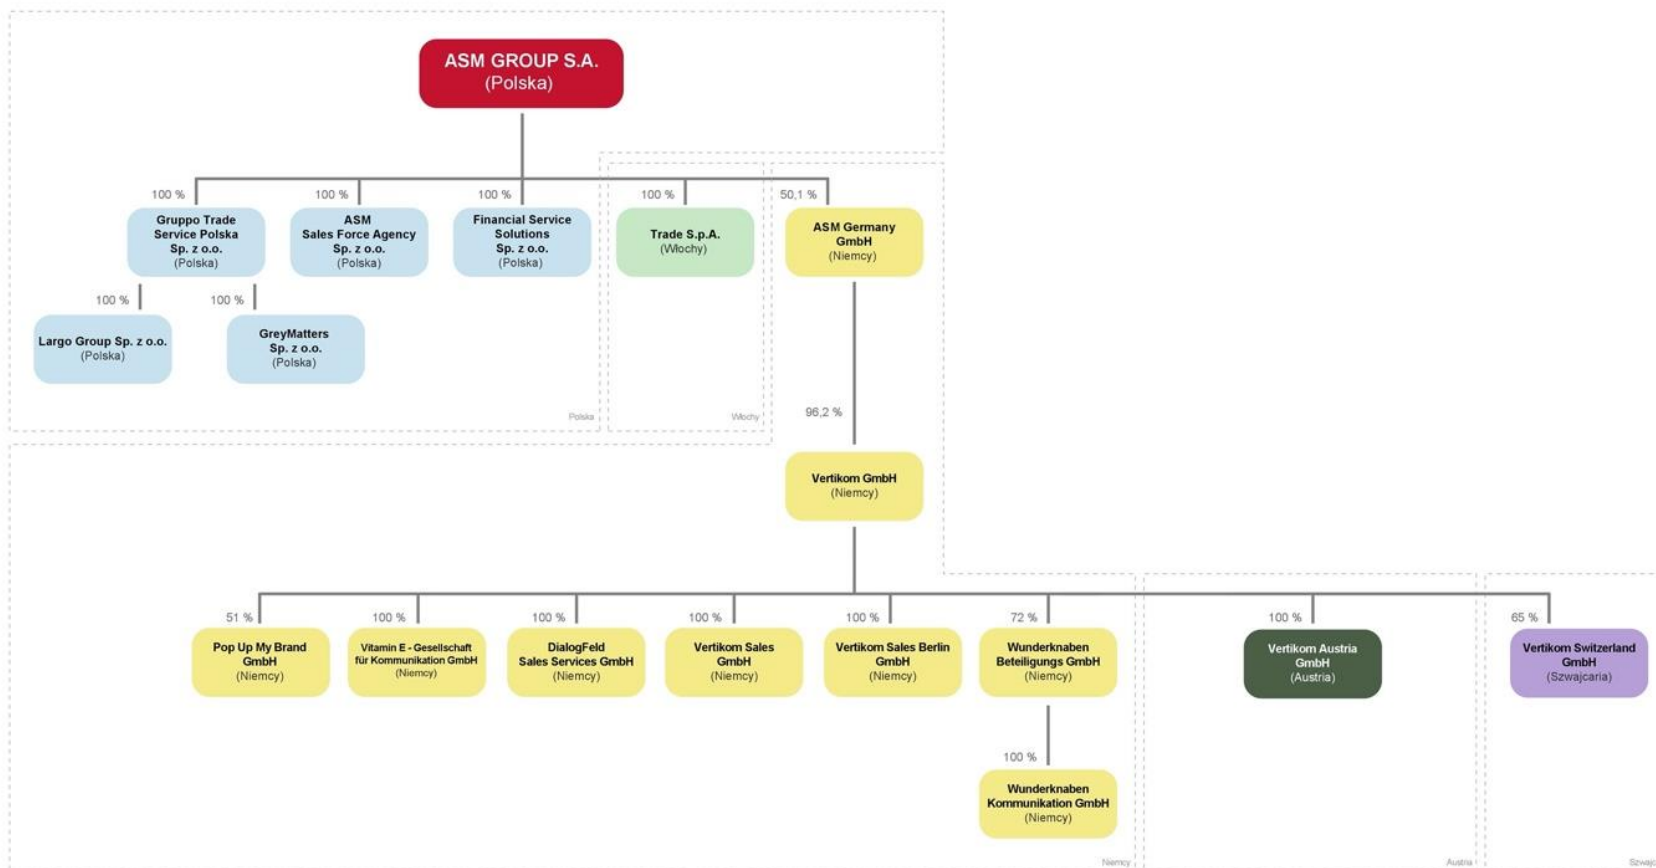 ASM GROUP S.A.
(Polska)
100 %
100 %
100 %
100 %
50,1 %
Gruppo Trade
Service Polska
Sp. z o.o.
(Polska)
ASM
Sales Force Agency
Sp. z o.o.
(Polska)
Financial Service
Solutions
Sp. z o.o.
(Polska)
Trade S.p.A.
(Włochy)
ASM Germany
GmbH
(Niemcy)
100 %
100 %
Largo Group Sp. z o.o.
(Polska)
GreyMatters
Sp. z o.o.
(Polska)
Polska
Włochy
96,2 %
Vertikom GmbH
(Niemcy)
51 %
100 %
100 %
100 %
100 %
72 %
100 %
65 %
Pop Up My Brand
GmbH
(Niemcy)
Vitamin E - Gesellschaft
für Kommunikation GmbH
(Niemcy)
DialogFeld
Sales Services GmbH
(Niemcy)
Vertikom Sales
GmbH
(Niemcy)
Vertikom Sales Berlin
GmbH
(Niemcy)
Wunderknaben
Beteiligungs GmbH
(Niemcy)
Vertikom Austria
GmbH
(Austria)
Vertikom Switzerland
GmbH
(Szwajcaria)
100 %
Wunderknaben
Kommunikation GmbH
(Niemcy)
Niemcy
Austria